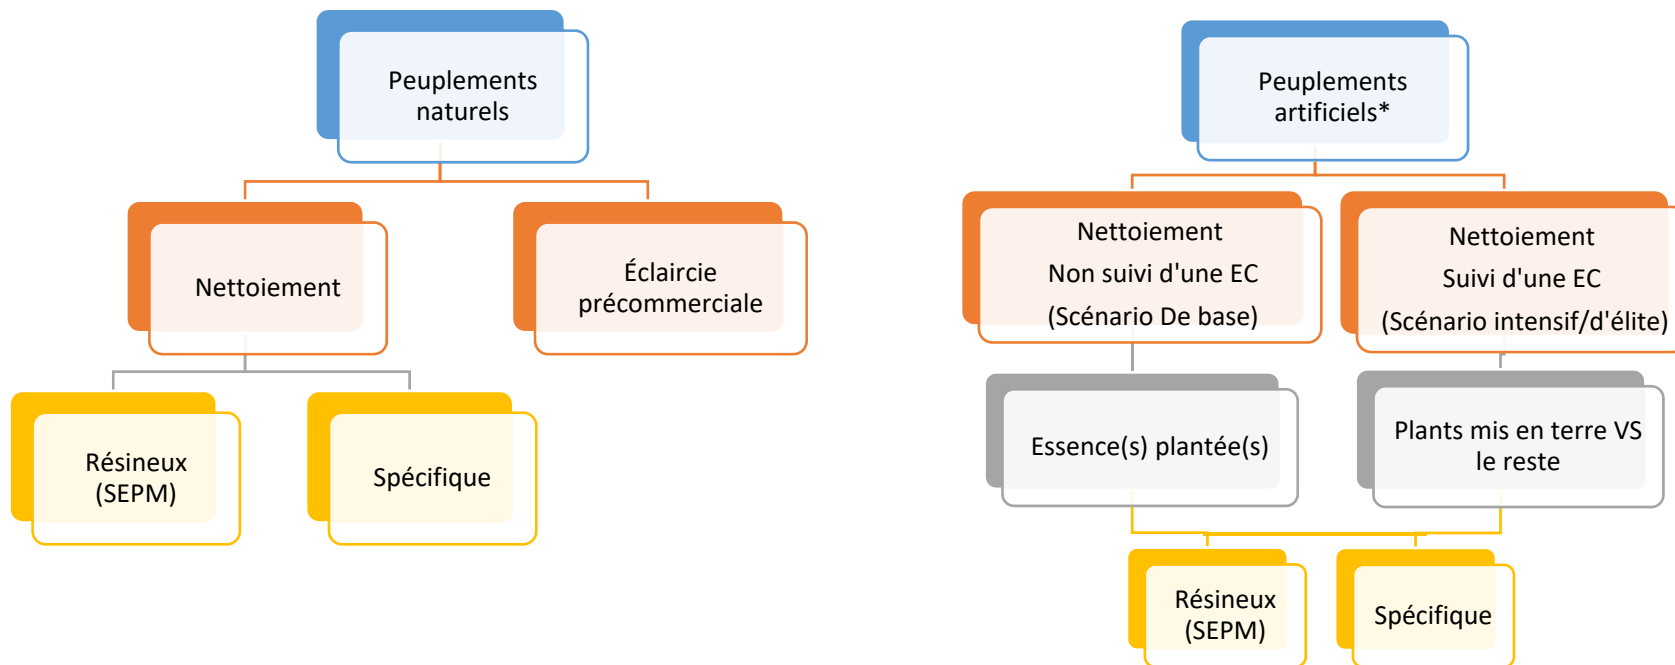 Peuplements
naturels
Nettoiement
Éclaircie
précommerciale
Résineux
(SEPM)
Spécifique
Peuplements
artificiels*
Nettoiement
Non suivi d'une EC
(Scénario De base)
Nettoiement
Suivi d'une EC
(Scénario intensif/d'élite)
Essence(s) plantée(s)
Plants mis en terre VS
le reste
Résineux
(SEPM)
Spécifique